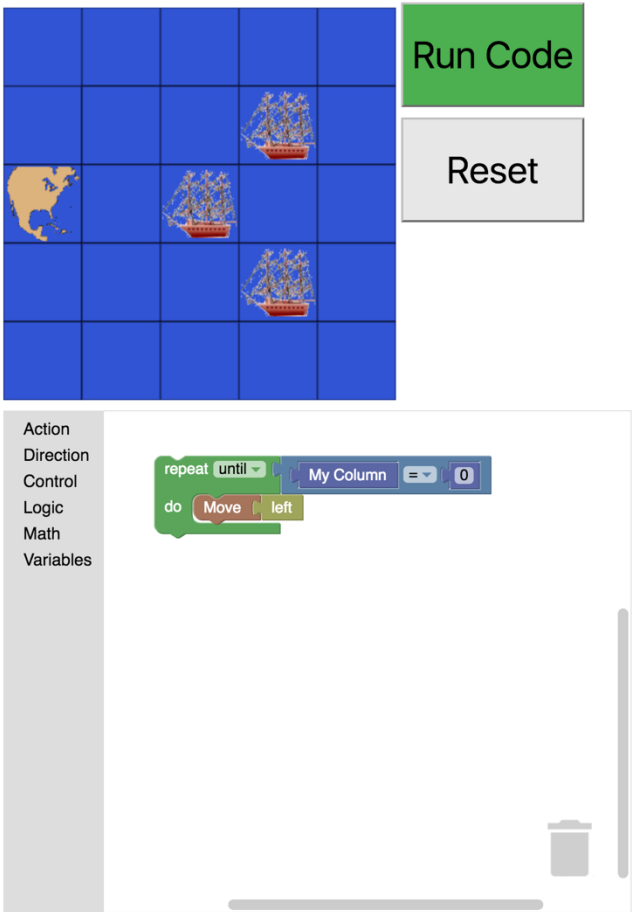 Run Code
Reset
Action
Direction
Control
Logic
Math
Variables
repeat until My Column = 0
do Move left